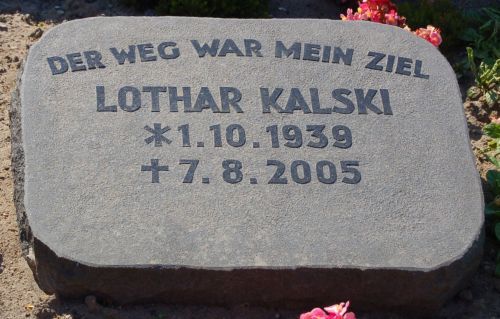 DER WEG WAR MEIN ZIEL
LOTHAR KALSKI
*1.10.1939
✝7.8.2005